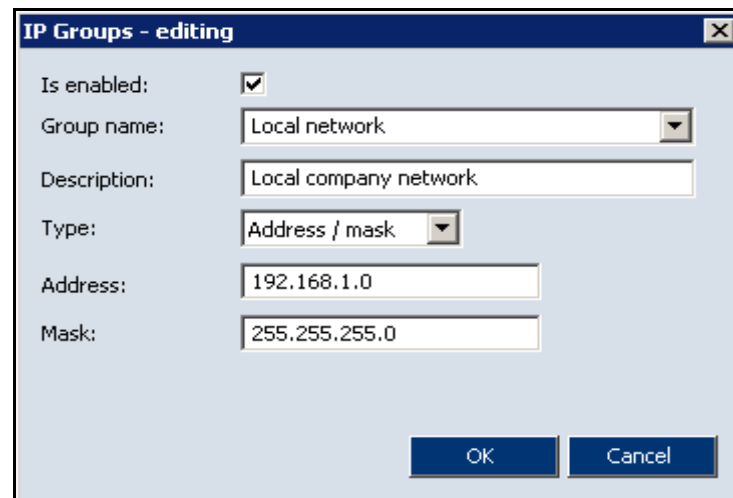 IP Groups - editing
Is enabled:
Group name: Local network
Description: Local company network
Type: Address / mask
Address: 192.168.1.0
Mask: 255.255.255.0
OK Cancel